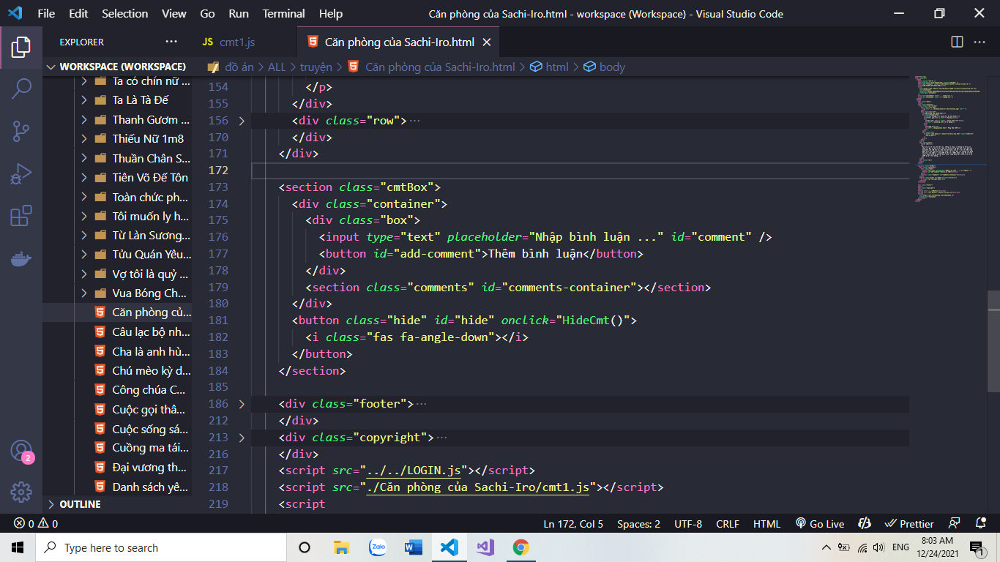 File Edit Selection View Go Run Terminal Help Căn phòng của Sachi-Iro.html - workspace (Workspace) - Visual Studio Code
EXPLORER ··· JS cmt1.js Căn phòng của Sachi-Iro.html
WORKSPACE (WORKSPACE)
đồ án > ALL > truyện > Căn phòng của Sachi-Iro.html > html > body
Ta có chín nữ ...
Ta Là Tà Đế
Thanh Gươm ...
Thiếu Nữ 1m8
Thuần Chân S...
Tiên Võ Đế Tôn
Toàn chức ph...
Tôi muốn ly h...
Từ Làn Sương...
Tửu Quán Yêu...
Vợ tôi là quỷ ...
Vua Bóng Ch...
Căn phòng củ...
Câu lạc bộ nh...
Cha là anh hù...
Chú mèo kỳ d...
Công chúa C...
Cuộc gọi thâ...
Cuộc sống sá...
Cuồng ma tái...
Đại vương th...
Danh sách yê...
OUTLINE
154 </p>
155 </div>
156 <div class="row">···
170 </div>
171 </div>
172
173 <section class="cmtBox">
174 <div class="container">
175 <div class="box">
176 <input type="text" placeholder="Nhập bình luận ..." id="comment" />
177 <button id="add-comment">Thêm bình luận</button>
178 </div>
179 <section class="comments" id="comments-container"></section>
180 </div>
181 <button class="hide" id="hide" onclick="HideCmt()">
182 <i class="fas fa-angle-down"></i>
183 </button>
184 </section>
185
186 <div class="footer">···
212 </div>
213 <div class="copyright">···
216 </div>
217 <script src="../../LOGIN.js"></script>
218 <script src="./Căn phòng của Sachi-Iro/cmt1.js"></script>
219 <script
2
0 0 Ln 172, Col 5 Spaces: 2 UTF-8 CRLF HTML Go Live Prettier
Type here to search Zalo ENG 8:03 AM
12/24/2021 1